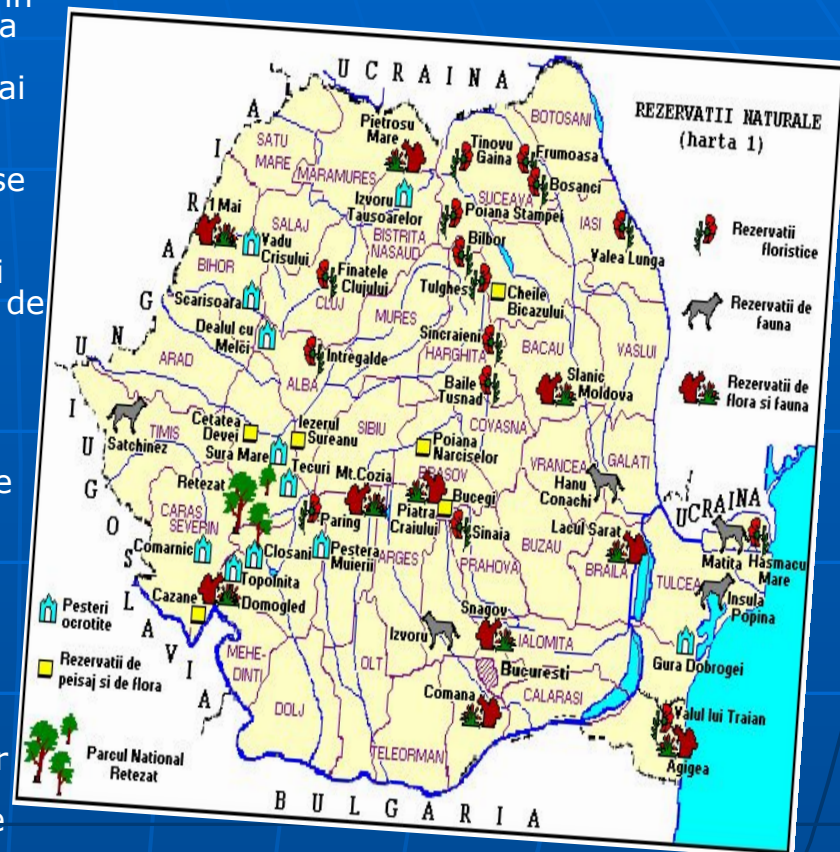 in
a
ai
se
i
de
e
r
e
UCRAINA
REZERVATII NATURALE
(harta 1)
BOTOSANI
SATU
MARE
Pietrosu
Mare
MARAMURES
Tinovu
Gaina
Frumoasa
Bosanci
SUCEAVA
IASI
Izvoru
Tausoarelor
Poiana Stampei
1 Mai
SALAJ
Vadu
Crisului
BISTRITA
NASAUD
Bilbor
Valea Lunga
Rezervatii
floristice
BIHOR
Finatele
Clujului
Tulghes
Cheile
Bicazului
Scarisoara
CLUJ
MURES
Rezervatii de
fauna
Dealul cu
Melci
Sincraieni
HARGHITA
BACAU
VASLUI
UNGARIA
ARAD
Intregalde
ALBA
Baile
Tusnad
Slanic
Moldova
Rezervatii de
flora si fauna
Satchinez
TIMIS
Cetatea
Devei
Iezerul
Sureanu
SIBIU
COVASNA
Poiana
Narciselor
Sura Mare
Tecuri
Mt.Cozia
BRASOV
VRANCEA
GALATI
Hanu
Conachi
Retezat
Bucegi
UCRAINA
CARAS
SEVERIN
Paring
Piatra
Craiului
Sinaia
Lacul Sarat
Matita
Hasmacu
Mare
Comarnic
Closani
Pestera
Muierii
ARGES
PRAHOVA
BUZAU
BRAILA
TULCEA
Insula
Popina
Topolnita
Cazane
Domogled
Snagov
Izvoru
IALOMITA
Gura Dobrogei
Pesteri
ocrotite
IUGOSLAVIA
Rezervatii de
peisaj si de flora
MEHE-
DINTI
OLT
Bucuresti
Comana
CALARASI
DOLJ
Valul lui Traian
TELEORMAN
Agigea
Parcul National
Retezat
BULGARIA